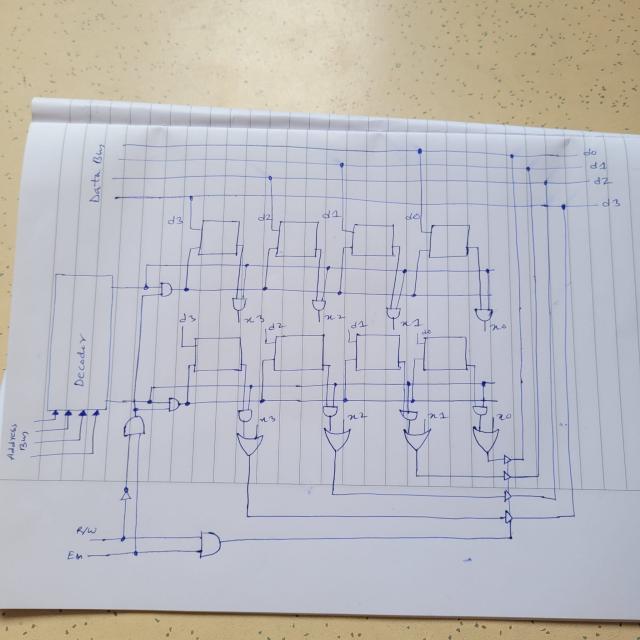 Data Bus
d0
d1
d2
d3
d3 d2 d1 d0
x3 x2 x1 x0
d3 d2 d1 d0
Decoder
x3 x2 x1 x0
Address
Bus
R/W
En